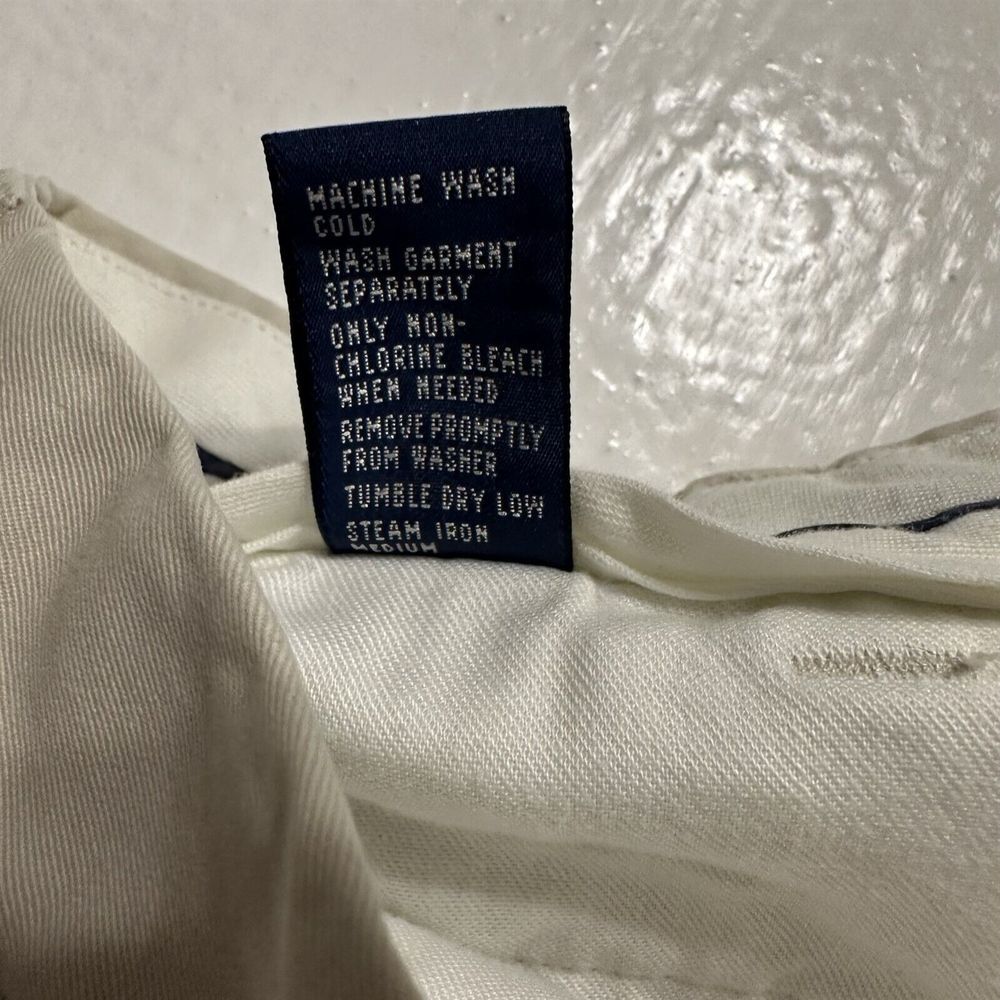 MACHINE WASH
COLD
WASH GARMENT
SEPARATELY
ONLY NON-
CHLORINE BLEACH
WHEN NEEDED
REMOVE PROMPTLY
FROM WASHER
TUMBLE DRY LOW
STEAM IRON
MEDIUM